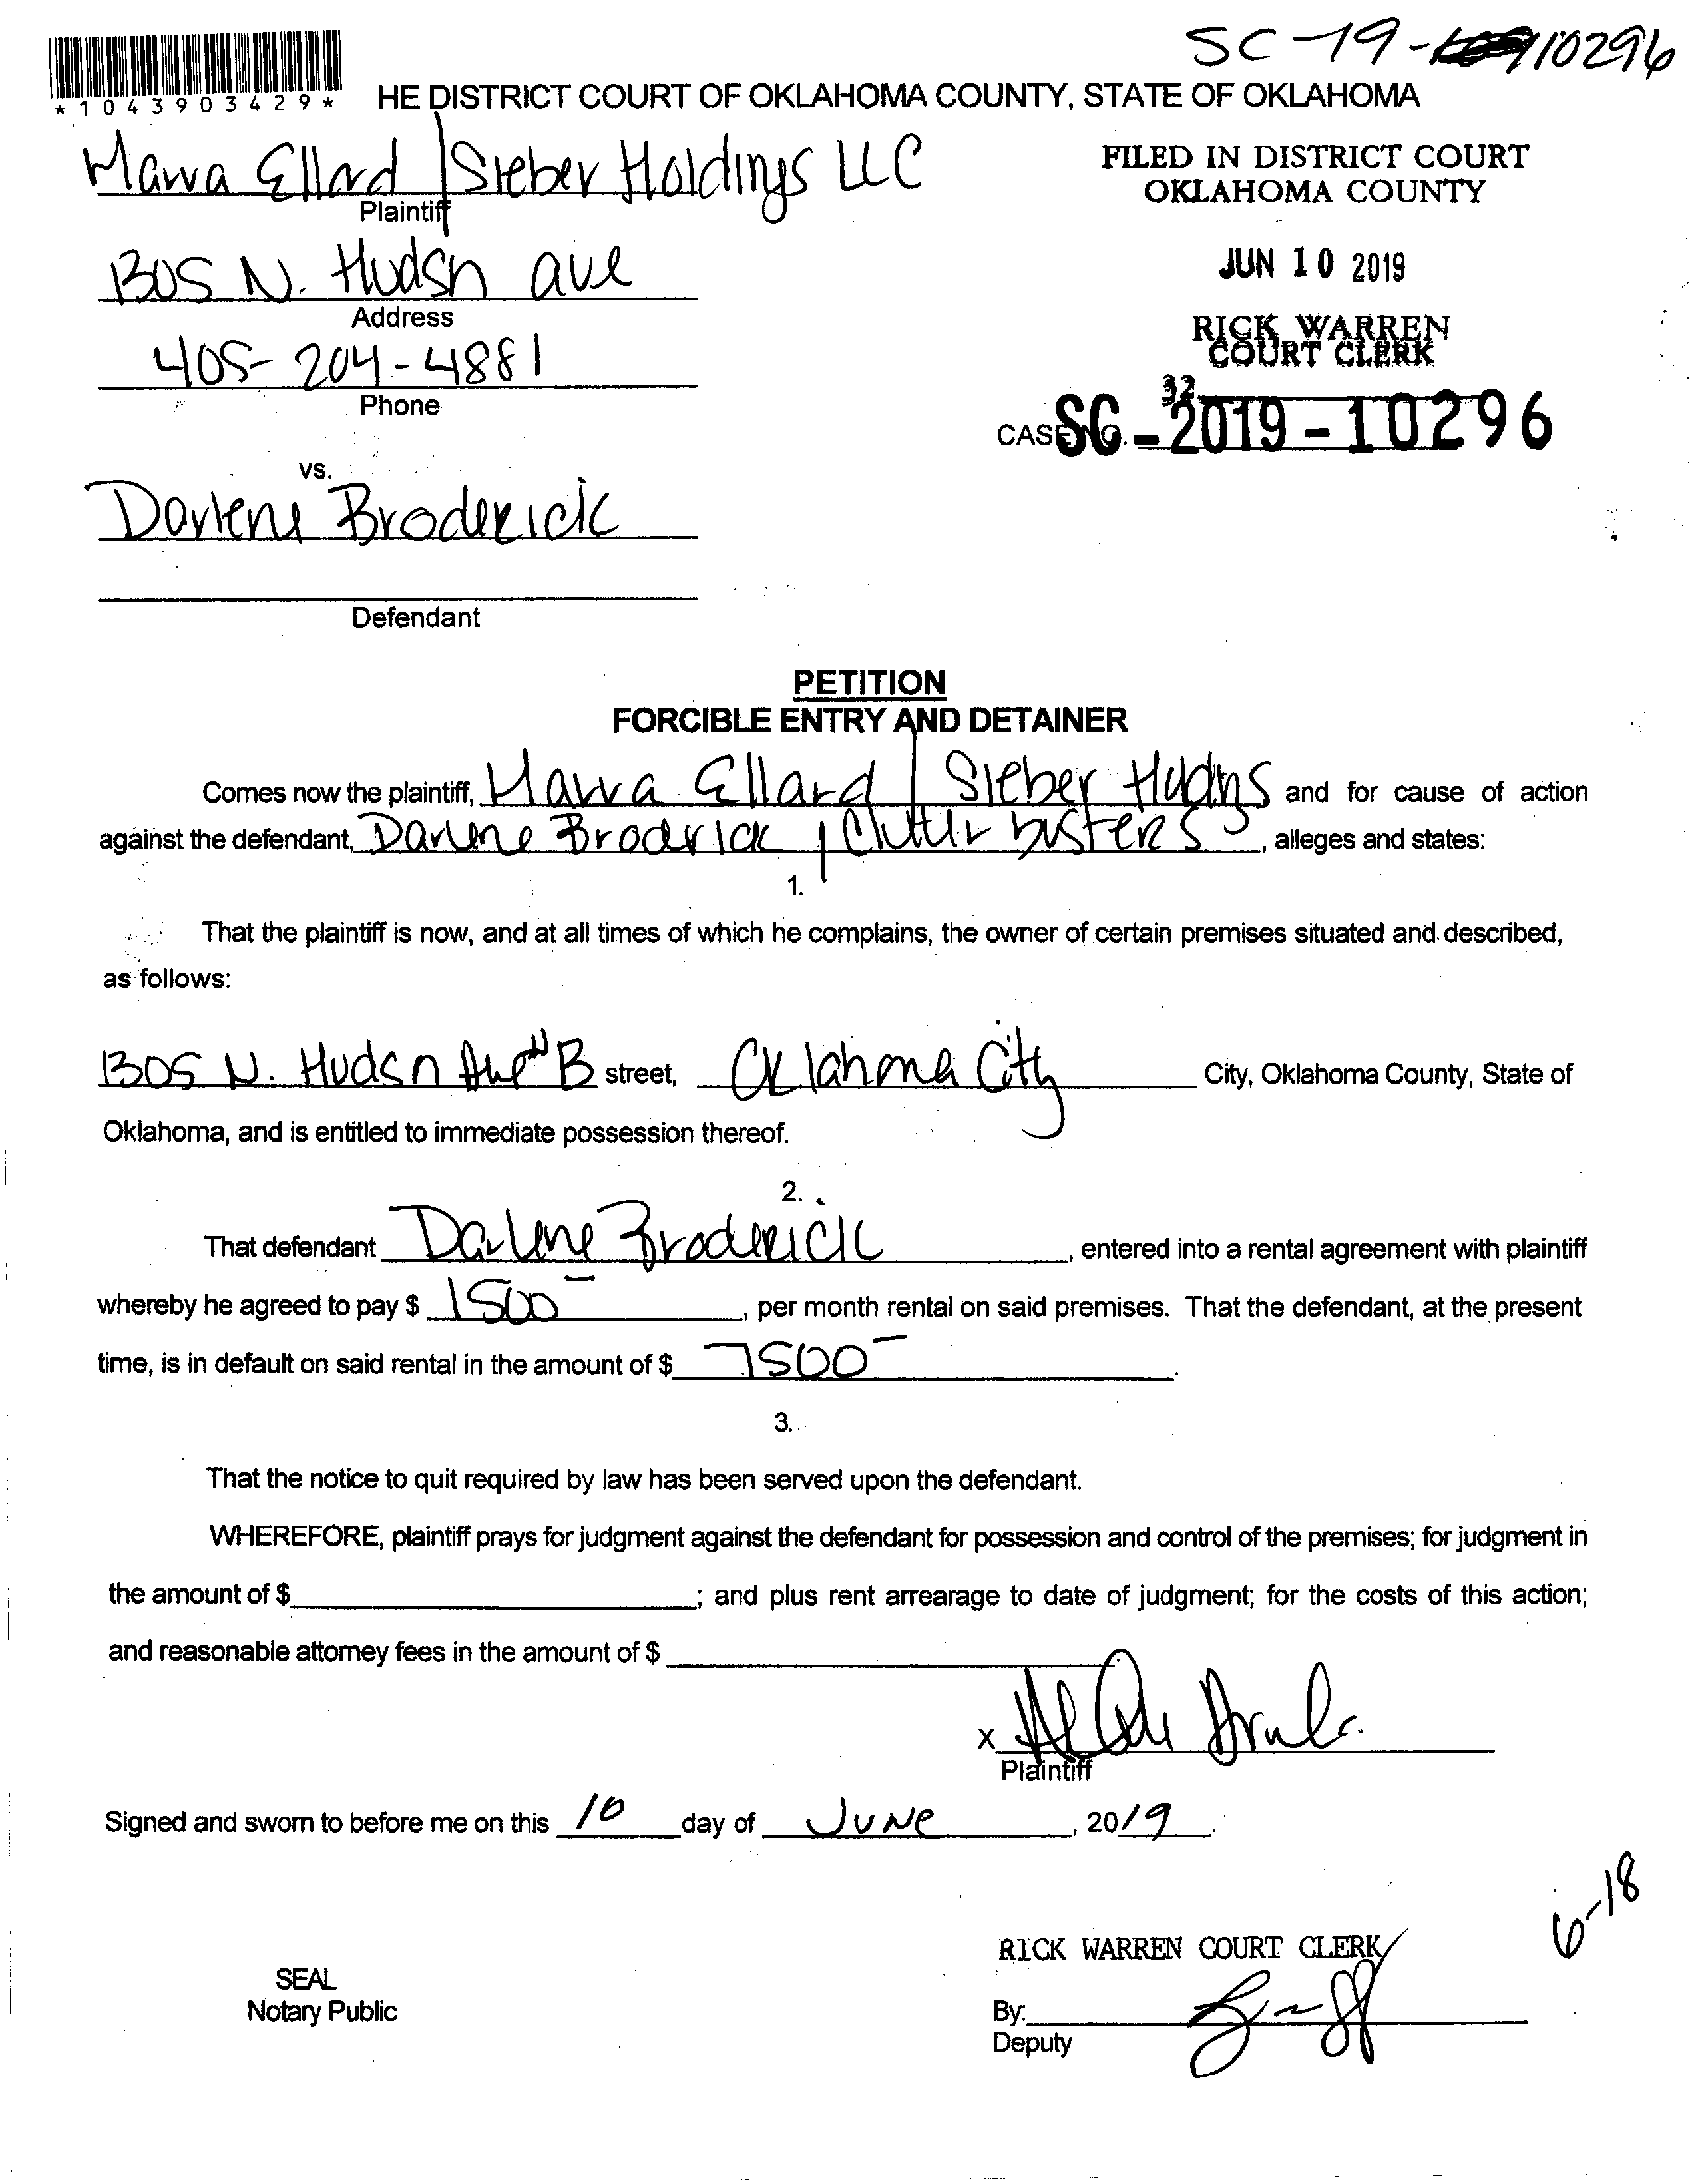 SC-19-10296
*1043903429*
HE DISTRICT COURT OF OKLAHOMA COUNTY, STATE OF OKLAHOMA
Marva Ellard / Sieber Holdings LLC
Plaintiff
FILED IN DISTRICT COURT
OKLAHOMA COUNTY
1305 N. Hudsn ave
Address
JUN 10 2019
405-204-4881
Phone
RICK WARREN
COURT CLERK
32
CASE NO. SC-2019-10296
vs.
Darlene Broderick
Defendant
PETITION
FORCIBLE ENTRY AND DETAINER
Comes now the plaintiff, Marva Ellard / Sieber Hldngs and for cause of action
against the defendant, Darlene Broderick / Clutter busters, alleges and states:
1.
That the plaintiff is now, and at all times of which he complains, the owner of certain premises situated and described,
as follows:
1305 N. Hudsn Ave #B street, Oklahoma City City, Oklahoma County, State of
Oklahoma, and is entitled to immediate possession thereof.
2.
That defendant Darlene Broderick, entered into a rental agreement with plaintiff
whereby he agreed to pay $ 1500-, per month rental on said premises. That the defendant, at the present
time, is in default on said rental in the amount of $ 7500-.
3.
That the notice to quit required by law has been served upon the defendant.
WHEREFORE, plaintiff prays for judgment against the defendant for possession and control of the premises; for judgment in
the amount of $ ; and plus rent arrearage to date of judgment; for the costs of this action;
and reasonable attorney fees in the amount of $
X
Plaintiff
Signed and sworn to before me on this 10 day of June, 2019.
6-18
RICK WARREN COURT CLERK
SEAL
Notary Public
By:
Deputy